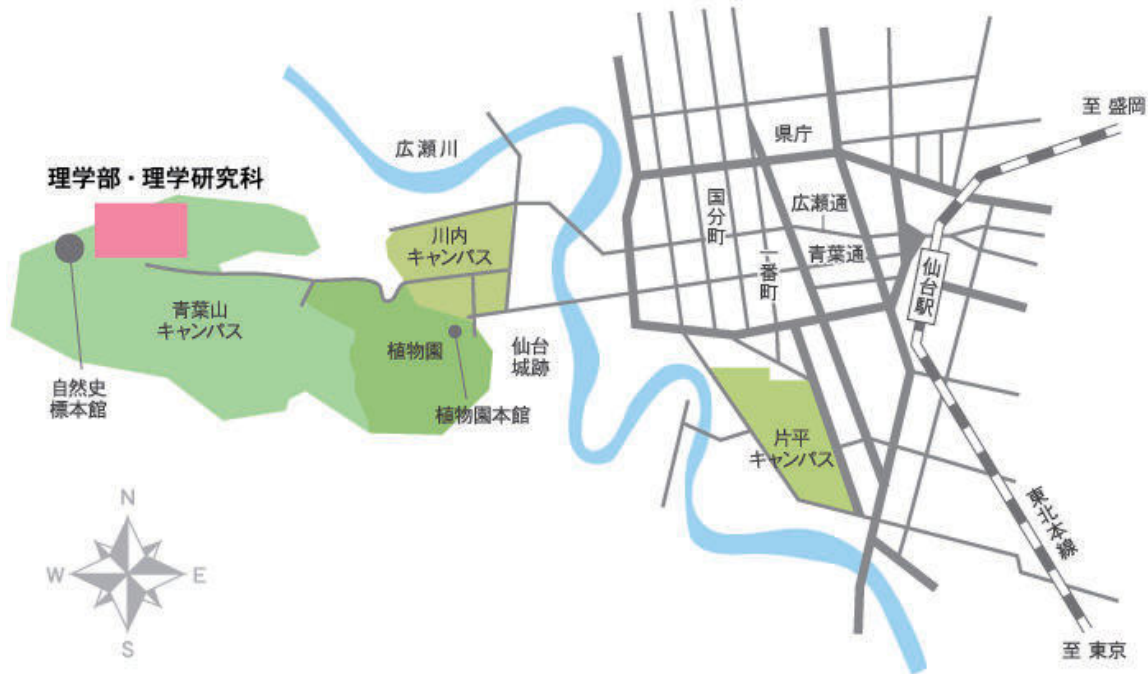 至 盛岡
県庁
広瀬川
理学部・理学研究科
国分町
広瀬通
川内
キャンパス
一番町
青葉通
仙台駅
青葉山
キャンパス
植物園
仙台
城跡
自然史
標本館
植物園本館
片平
キャンパス
東北本線
N
W
E
S
至 東京